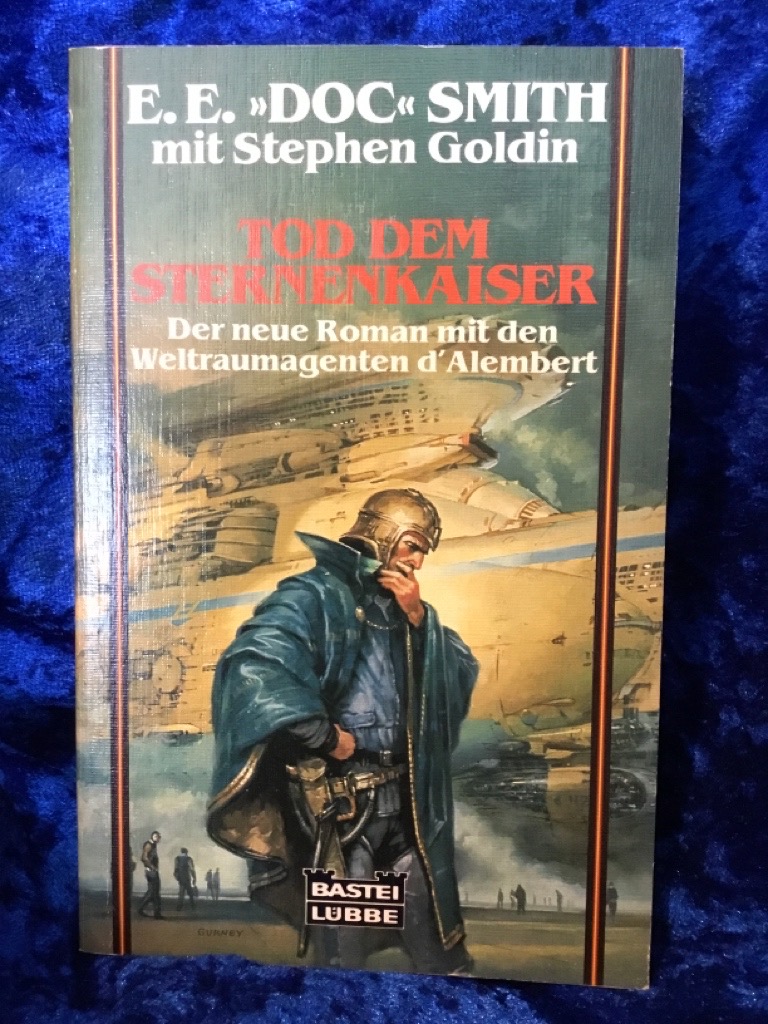 E. E. »DOC« SMITH
mit Stephen Goldin
TOD DEM
STERNENKAISER
Der neue Roman mit den
Weltraumagenten d'Alembert
BASTEI
LÜBBE
GURNEY